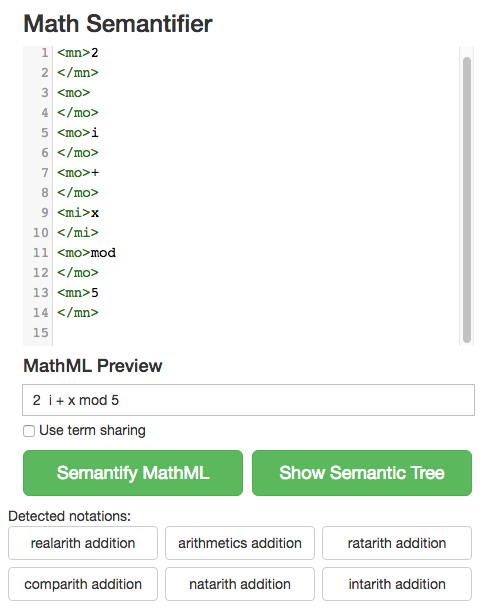 Math Semantifier
1 <mn>2
2 </mn>
3 <mo>
4 </mo>
5 <mo>i
6 </mo>
7 <mo>+
8 </mo>
9 <mi>x
10 </mi>
11 <mo>mod
12 </mo>
13 <mn>5
14 </mn>
15
MathML Preview
2 i + x mod 5
Use term sharing
Semantify MathML Show Semantic Tree
Detected notations:
realarith addition arithmetics addition ratarith addition
comparith addition natarith addition intarith addition